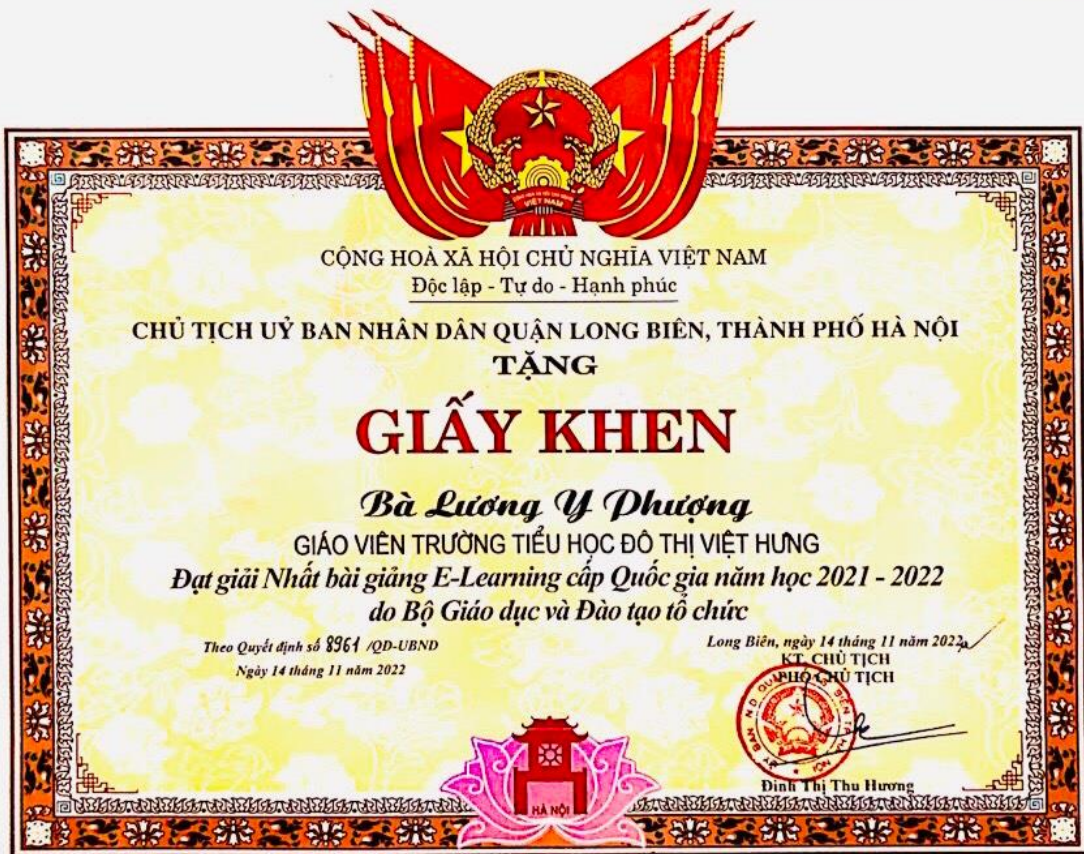 VIỆT NAM
CỘNG HOÀ XÃ HỘI CHỦ NGHĨA VIỆT NAM
Độc lập - Tự do - Hạnh phúc
CHỦ TỊCH UỶ BAN NHÂN DÂN QUẬN LONG BIÊN, THÀNH PHỐ HÀ NỘI
TẶNG
GIẤY KHEN
Bà Lương Y Phượng
GIÁO VIÊN TRƯỜNG TIỂU HỌC ĐÔ THỊ VIỆT HƯNG
Đạt giải Nhất bài giảng E-Learning cấp Quốc gia năm học 2021 - 2022
do Bộ Giáo dục và Đào tạo tổ chức
Theo Quyết định số 8961 /QĐ-UBND
Ngày 14 tháng 11 năm 2022
Long Biên, ngày 14 tháng 11 năm 2022
KT. CHỦ TỊCH
PHÓ CHỦ TỊCH
Đinh Thị Thu Hương
HÀ NỘI